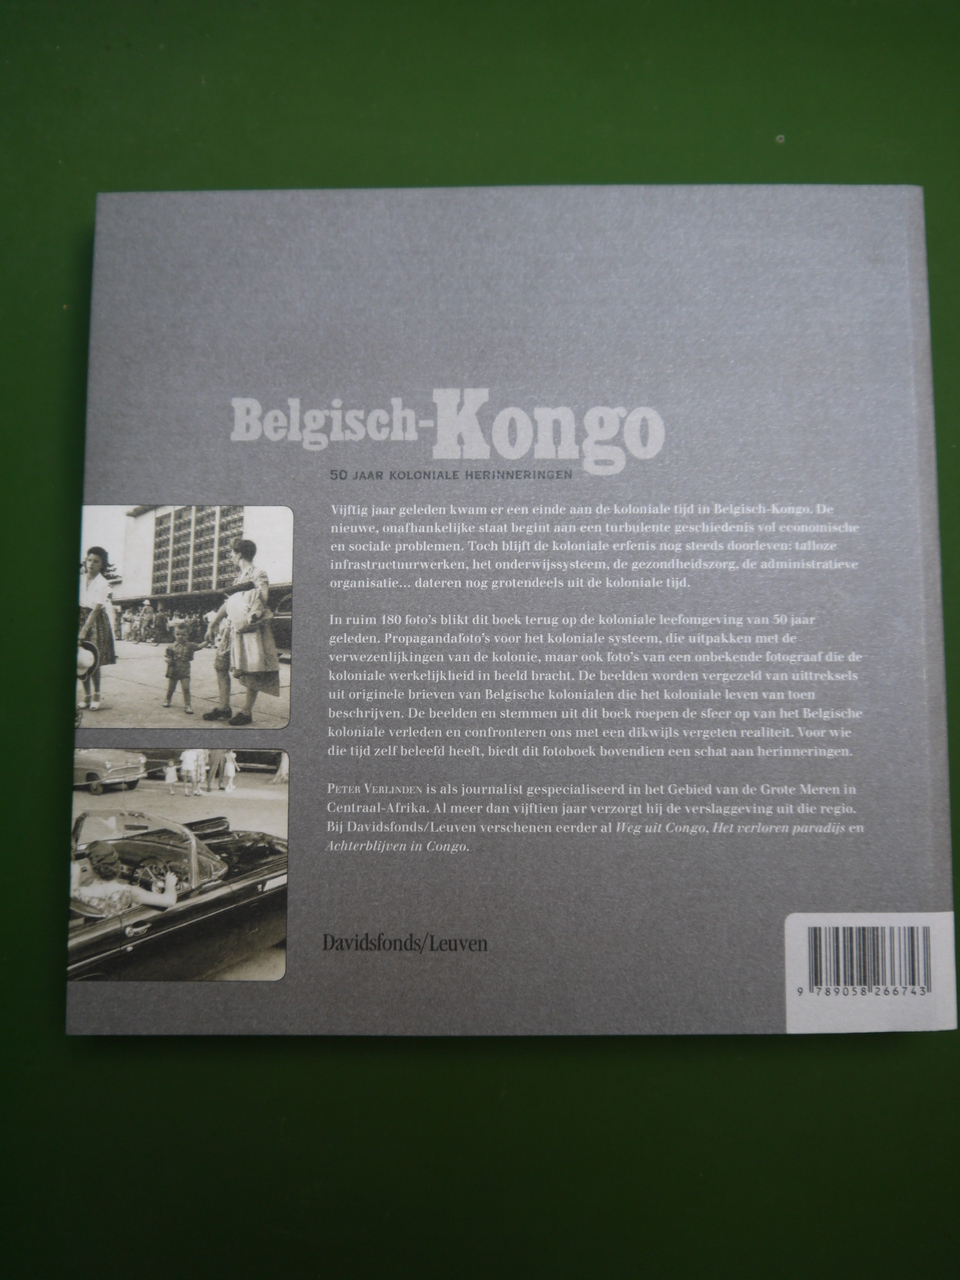 Belgisch-Kongo
50 JAAR KOLONIALE HERINNERINGEN
Vijftig jaar geleden kwam er een einde aan de koloniale tijd in Belgisch-Kongo. De
nieuwe, onafhankelijke staat begint aan een turbulente geschiedenis vol economische
en sociale problemen. Toch blijft de koloniale erfenis nog steeds doorleven: talloze
infrastructuurwerken, het onderwijssysteem, de gezondheidszorg, de administratieve
organisatie... dateren nog grotendeels uit de koloniale tijd.
In ruim 180 foto's blikt dit boek terug op de koloniale leefomgeving van 50 jaar
geleden. Propagandafoto's voor het koloniale systeem, die uitpakken met de
verwezenlijkingen van de kolonie, maar ook foto's van een onbekende fotograaf die de
koloniale werkelijkheid in beeld bracht. De beelden worden vergezeld van uittreksels
uit originele brieven van Belgische kolonialen die het koloniale leven van toen
beschrijven. De beelden en stemmen uit dit boek roepen de sfeer op van het Belgische
koloniale verleden en confronteren ons met een dikwijls vergeten realiteit. Voor wie
die tijd zelf beleefd heeft, biedt dit fotoboek bovendien een schat aan herinneringen.
PETER VERLINDEN is als journalist gespecialiseerd in het Gebied van de Grote Meren in
Centraal-Afrika. Al meer dan vijftien jaar verzorgt hij de verslaggeving uit die regio.
Bij Davidsfonds/Leuven verschenen eerder al Weg uit Congo, Het verloren paradijs en
Achterblijven in Congo.
Davidsfonds/Leuven
9 789058 266743